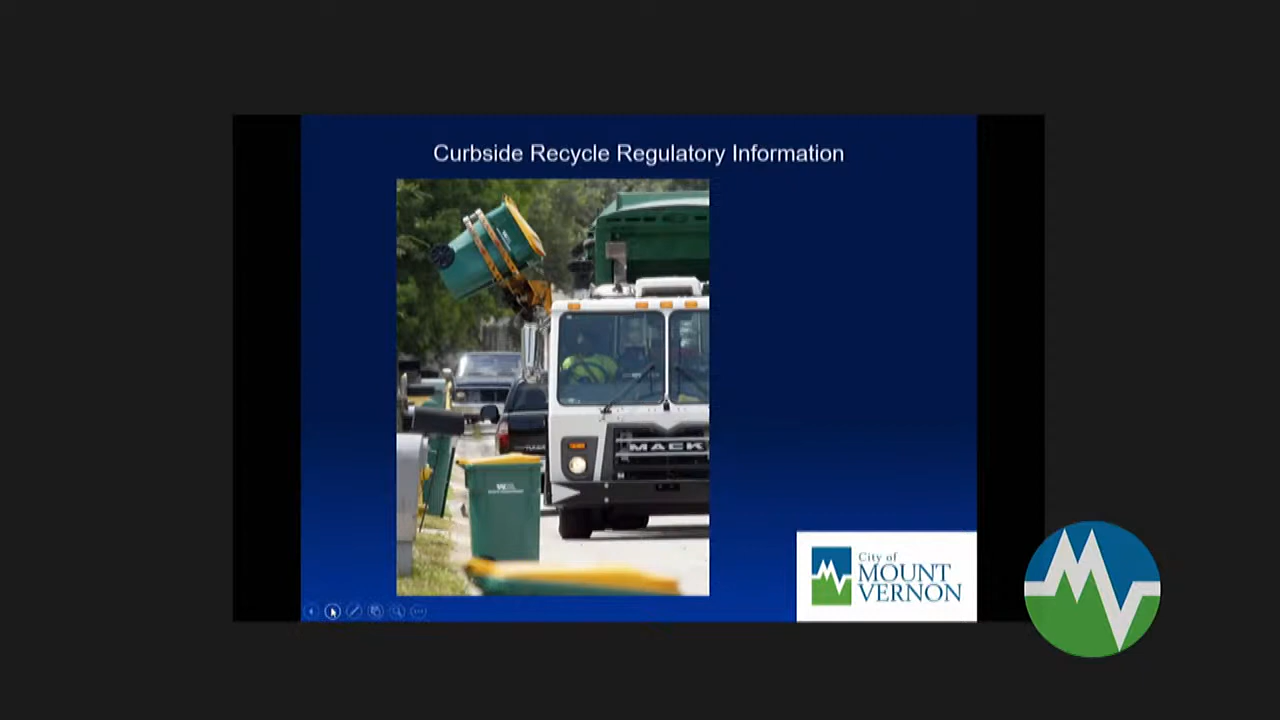 Curbside Recycle Regulatory Information
MACK
City of
MOUNT
VERNON